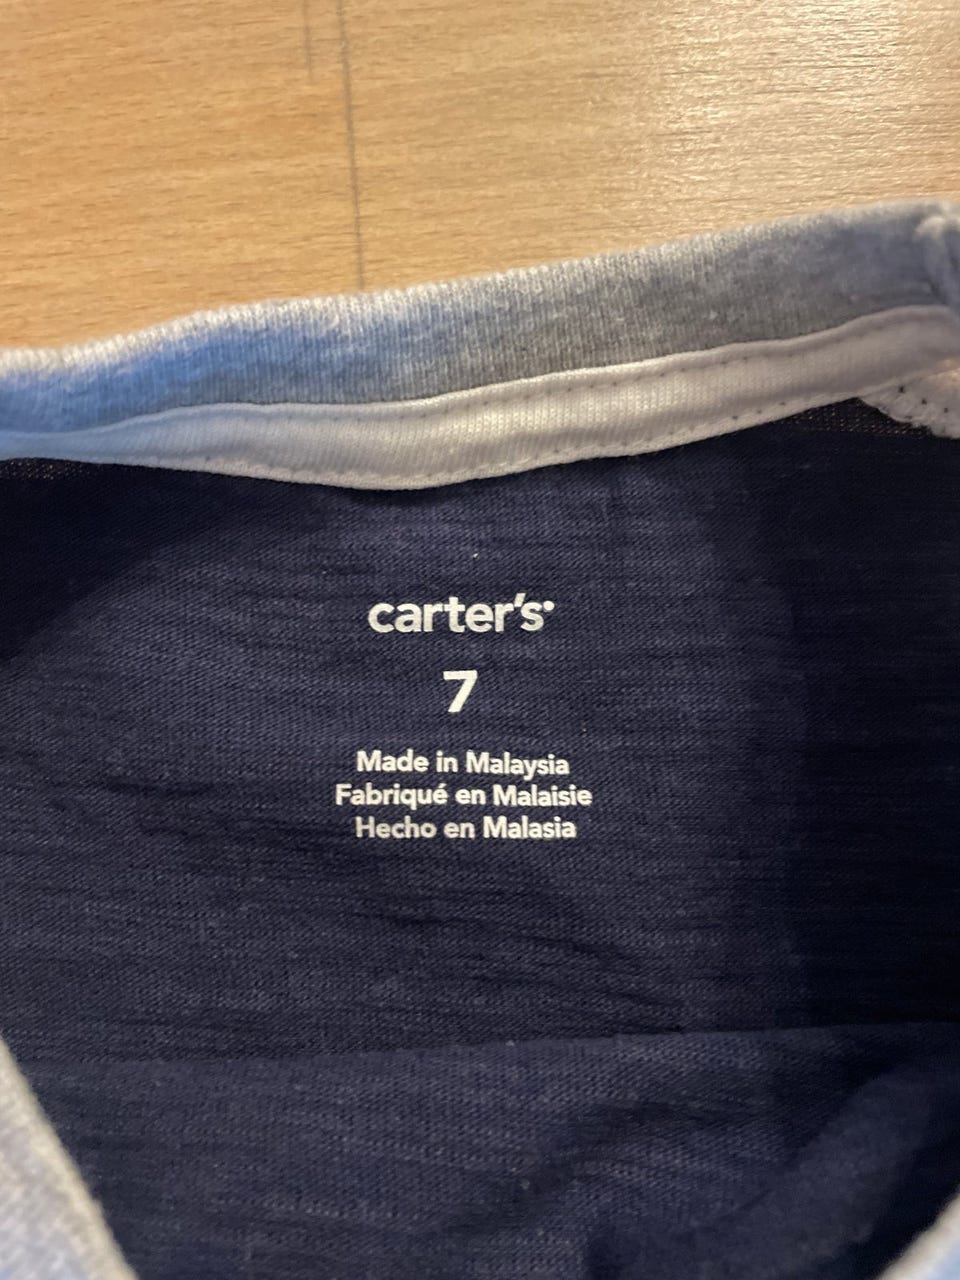 carter's
7
Made in Malaysia
Fabriqué en Malaisie
Hecho en Malasia